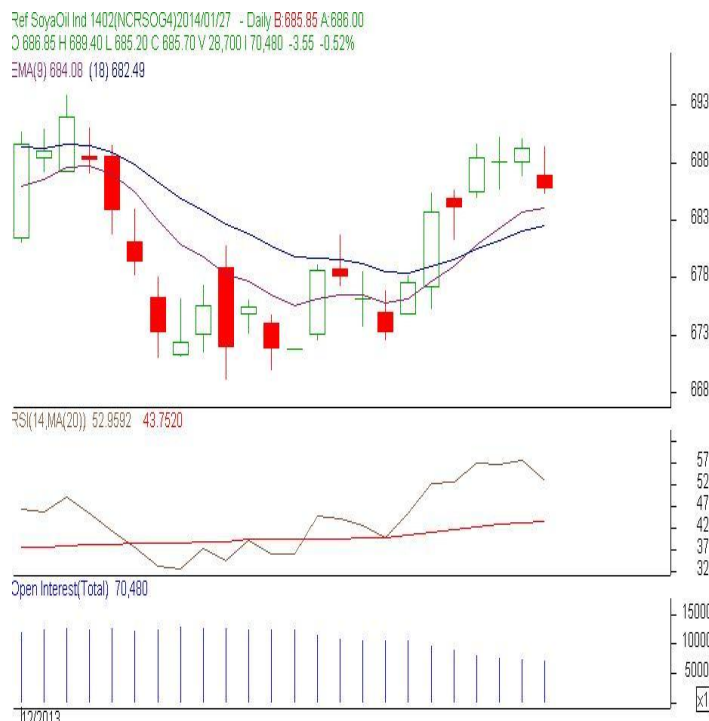 Ref SoyaOil Ind 1402(NCRSOG4)2014/01/27 - Daily B:685.85 A:686.00
O 686.85 H 689.40 L 685.20 C 685.70 V 28,700 I 70,480 -3.55 -0.52%
EMA(9) 684.08 (18) 682.49
693
688
683
678
673
668
RSI(14,MA(20)) 52.9592 43.7520
57
52
47
42
37
32
Open Interest(Total) 70,480
15000
10000
5000
x1
12/2013